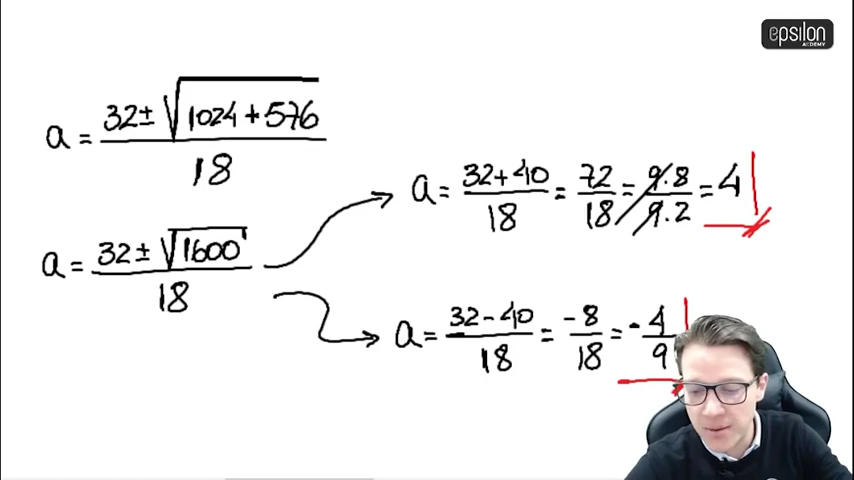 epsilon
ACADEMY
a = (32 ± √(1024 + 576)) / 18
a = (32 + 40) / 18 = 72 / 18 = (9 · 8) / (9 · 2) = 4
a = (32 ± √1600) / 18
a = (32 - 40) / 18 = -8 / 18 = - 4 / 9